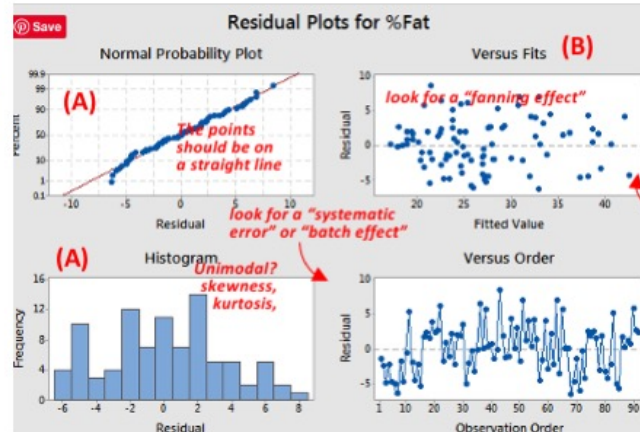 Save
Residual Plots for %Fat
Normal Probability Plot
(A)
The points
should be on
a straight line
Percent
99.9
99
90
50
10
1
0.1
-10 -5 0 5 10
Residual
Versus Fits
(B)
look for a "fanning effect"
Residual
10
5
0
-5
20 25 30 35 40
Fitted Value
look for a "systematic
error" or "batch effect"
(A)
Histogram
Unimodal?
skewness,
kurtosis,
Frequency
16
12
8
4
0
-6 -4 -2 0 2 4 6 8
Residual
Versus Order
Residual
10
5
0
-5
1 10 20 30 40 50 60 70 80 90
Observation Order